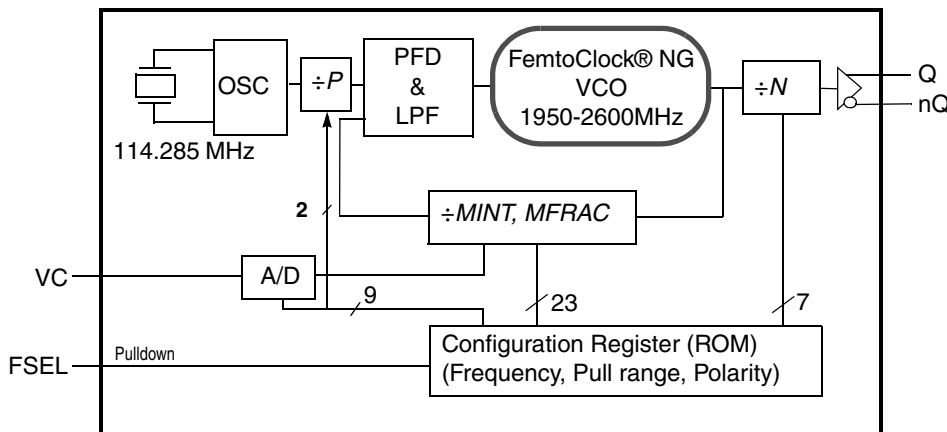 OSC
÷P
PFD
&
LPF
FemtoClock® NG
VCO
1950-2600MHz
÷N
Q
nQ
114.285 MHz
2
÷MINT, MFRAC
VC
A/D
9
23
7
FSEL
Pulldown
Configuration Register (ROM)
(Frequency, Pull range, Polarity)